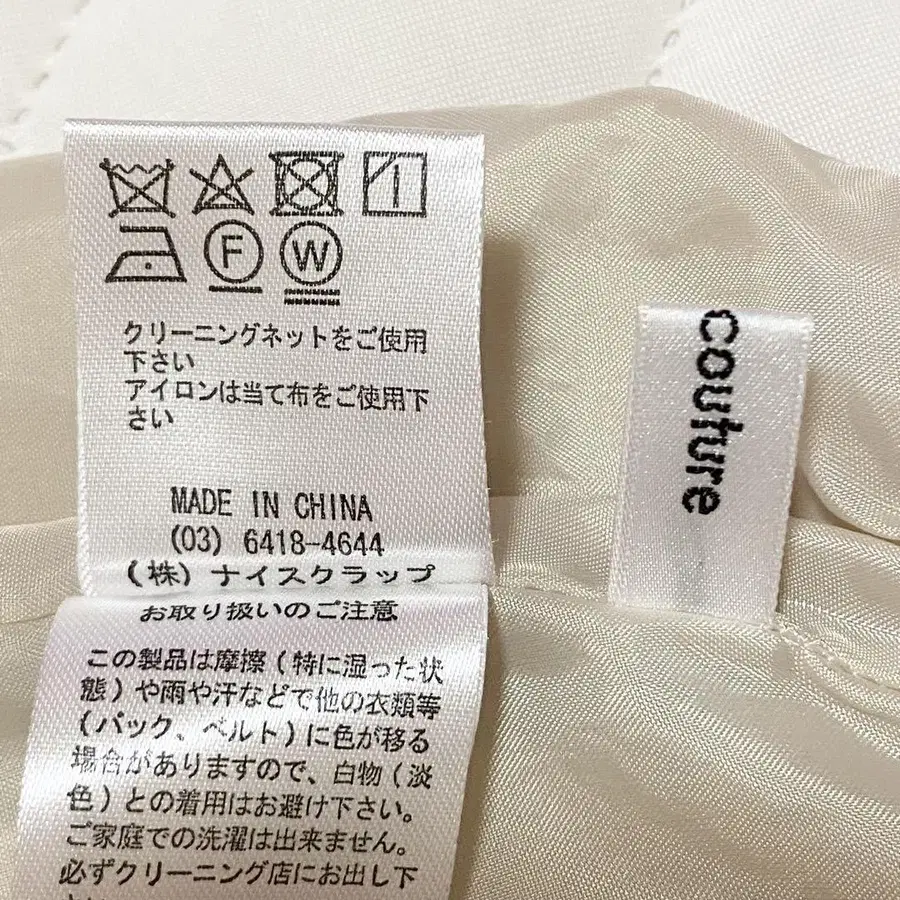 F
W
クリーニングネットをご使用
下さい
アイロンは当て布をご使用下
さい
MADE IN CHINA
(03) 6418-4644
(株)ナイスクラップ
お取り扱いのご注意
この製品は摩擦(特に湿った状
態)や雨や汗などで他の衣類等
(バック、ベルト)に色が移る
場合がありますので、白物(淡
色)との着用はお避け下さい。
ご家庭での洗濯は出来ません。
必ずクリーニング店にお出し下
couture